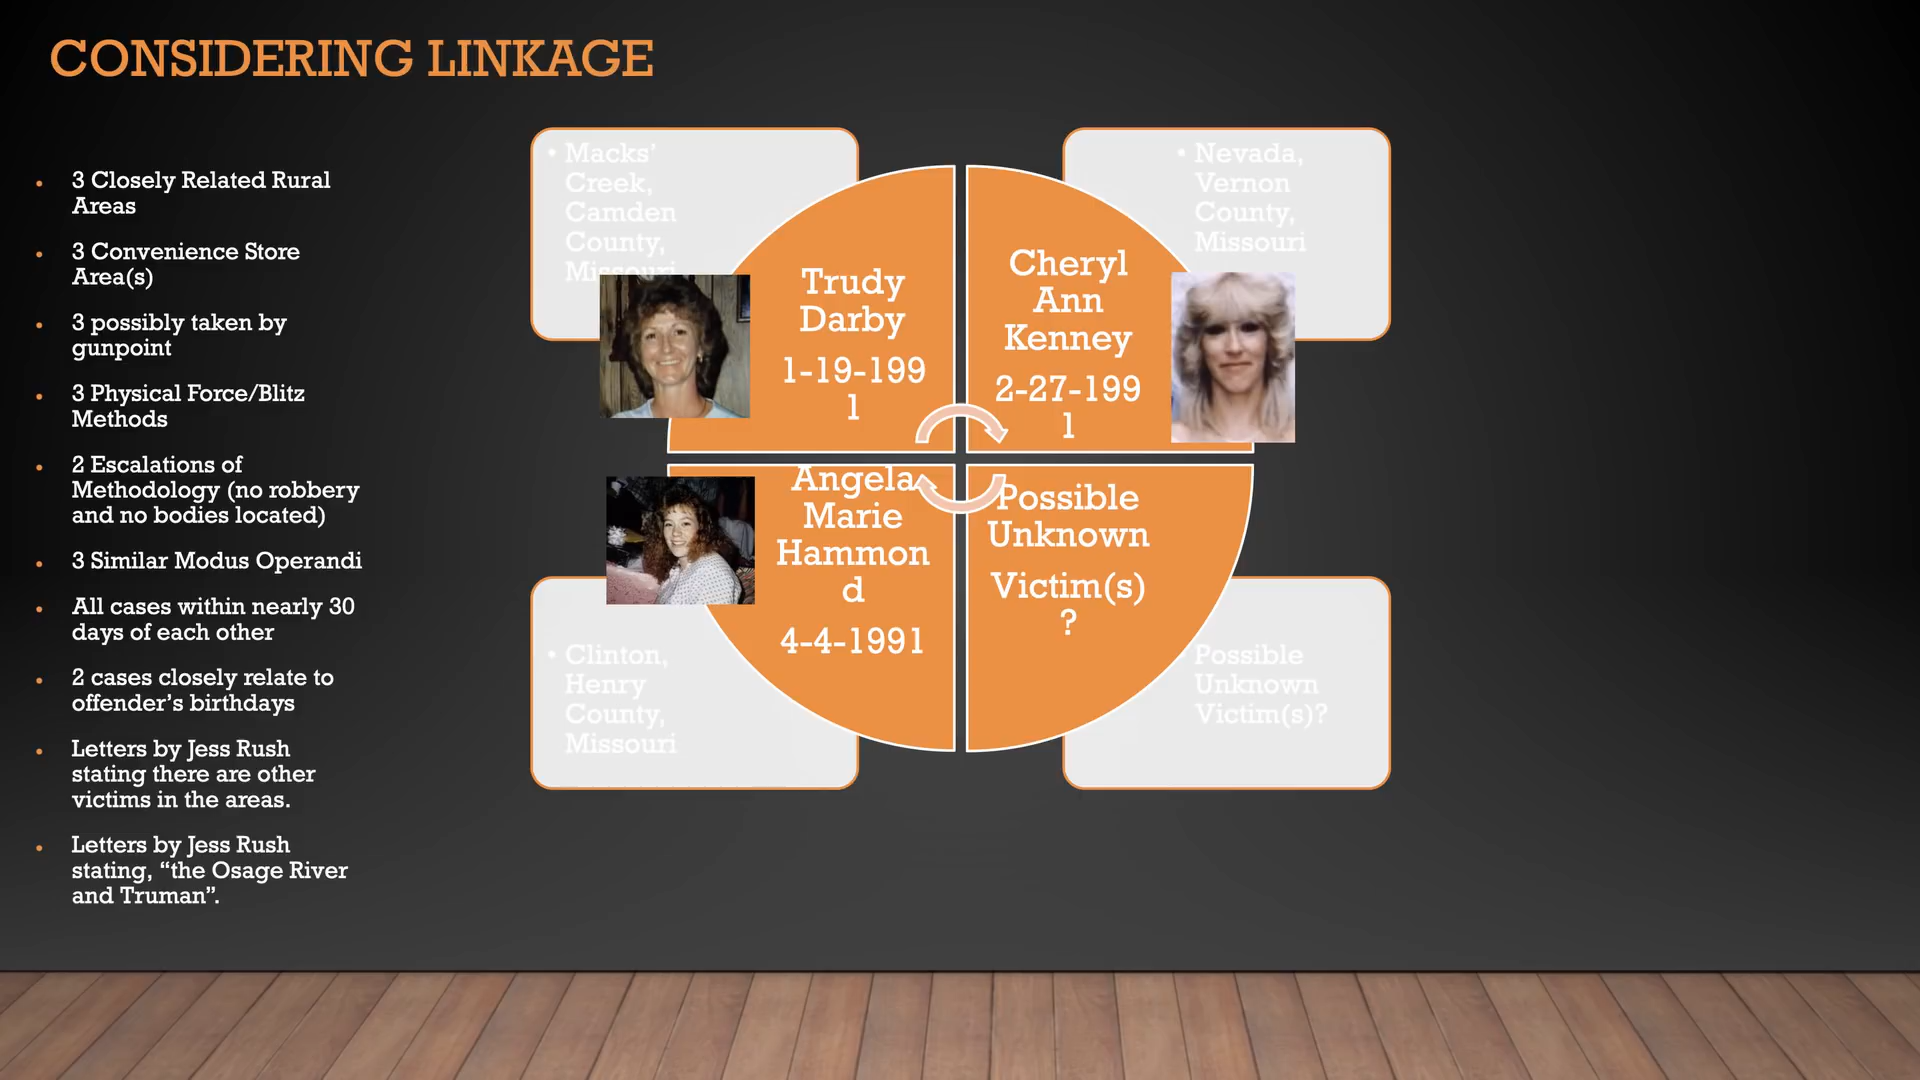 CONSIDERING LINKAGE
• 3 Closely Related Rural
Areas
• 3 Convenience Store
Area(s)
• 3 possibly taken by
gunpoint
• 3 Physical Force/Blitz
Methods
• 2 Escalations of
Methodology (no robbery
and no bodies located)
• 3 Similar Modus Operandi
• All cases within nearly 30
days of each other
• 2 cases closely relate to
offender’s birthdays
• Letters by Jess Rush
stating there are other
victims in the areas.
• Letters by Jess Rush
stating, “the Osage River
and Truman”.
• Macks’
Creek,
Camden
County,
Missouri
Trudy
Darby
1-19-199
1
Cheryl
Ann
Kenney
2-27-199
1
• Nevada,
Vernon
County,
Missouri
Angela
Marie
Hammon
d
4-4-1991
• Clinton,
Henry
County,
Missouri
Possible
Unknown
Victim(s)
?
• Possible
Unknown
Victim(s)?